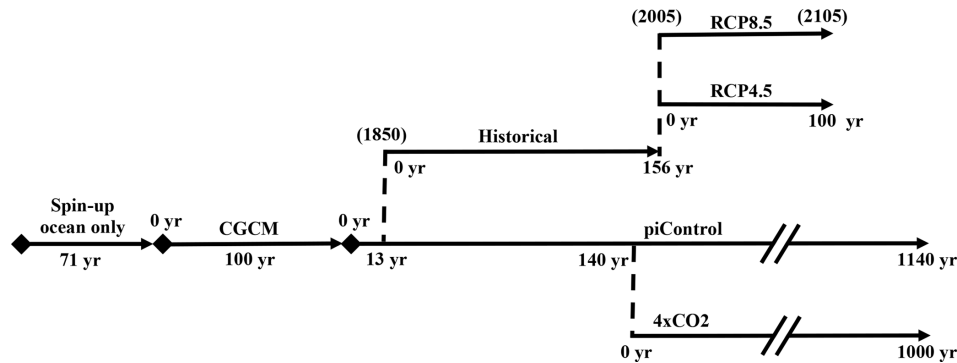 (2005) RCP8.5 (2105)
RCP4.5
0 yr 100 yr
(1850) Historical
0 yr 156 yr
Spin-up
ocean only
0 yr CGCM 0 yr piControl
71 yr 100 yr 13 yr 140 yr 1140 yr
4xCO2
0 yr 1000 yr